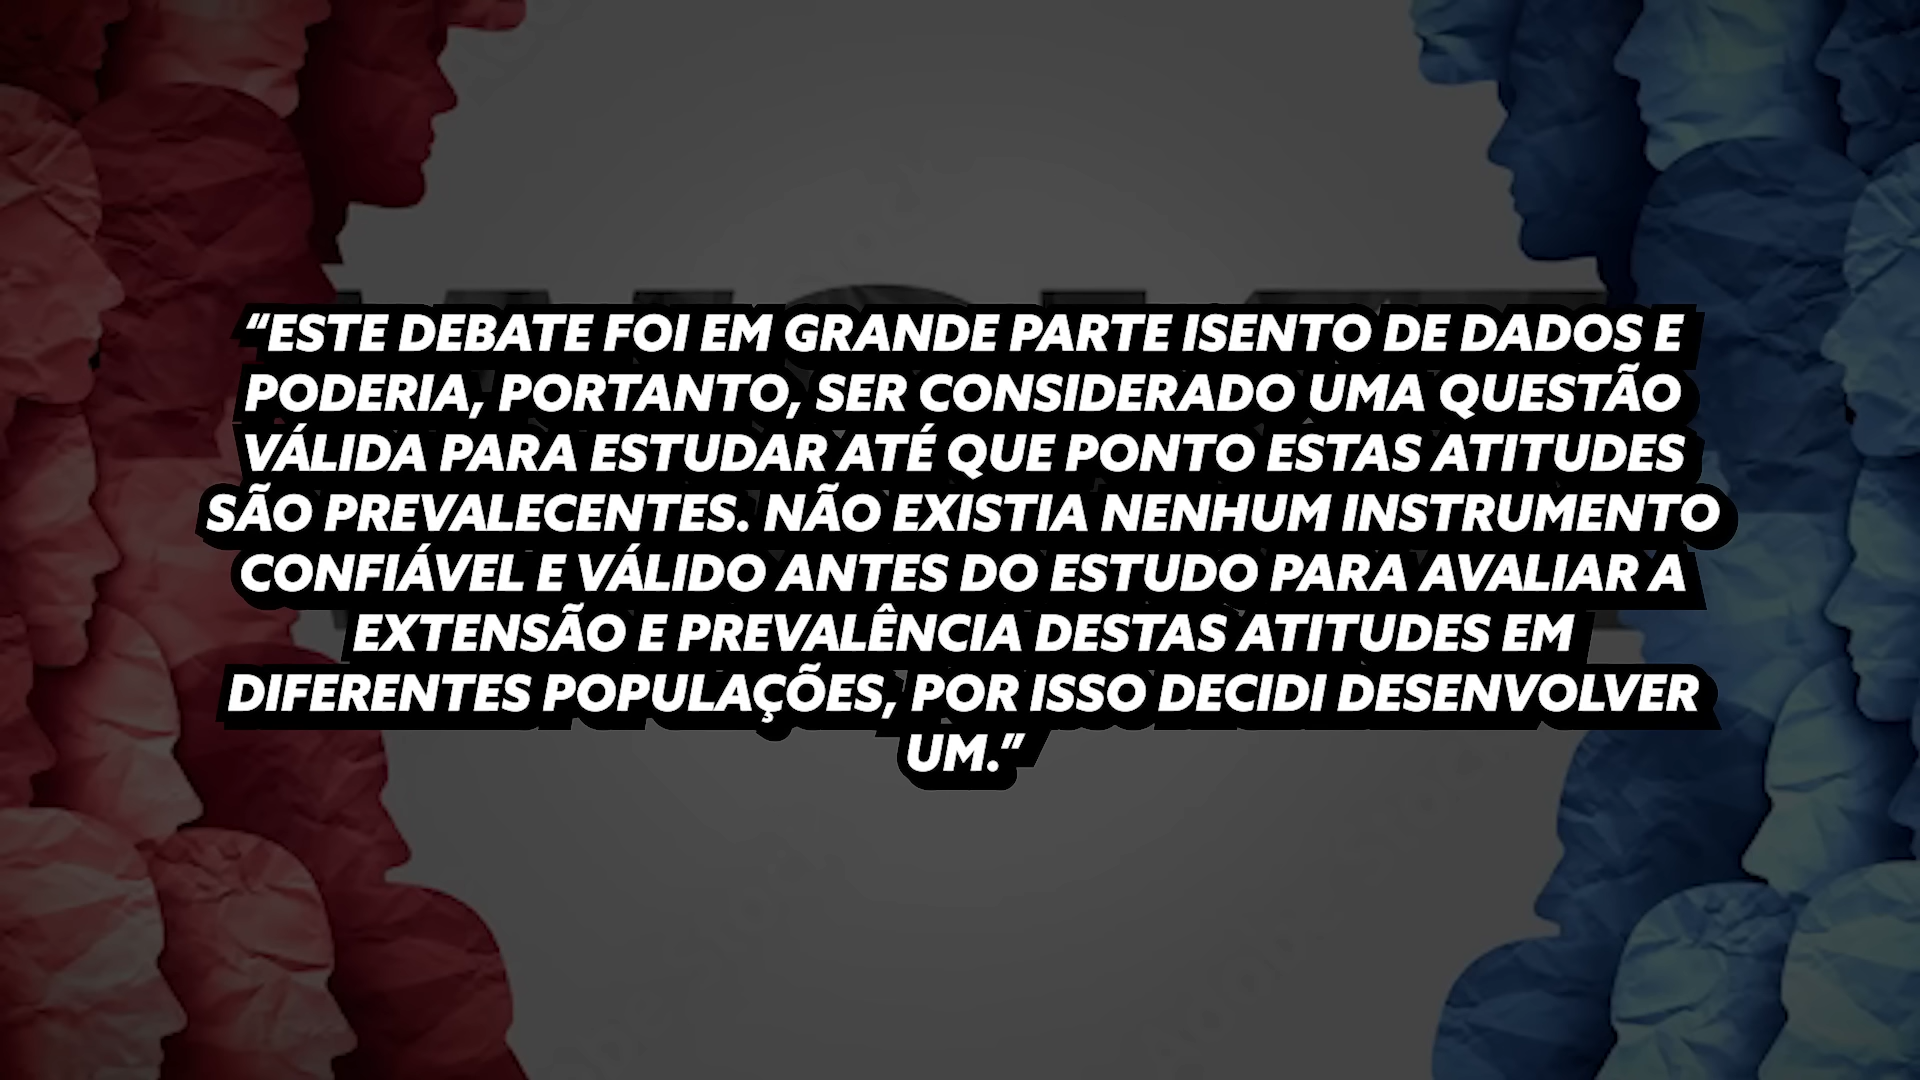 “ESTE DEBATE FOI EM GRANDE PARTE ISENTO DE DADOS E
PODERIA, PORTANTO, SER CONSIDERADO UMA QUESTÃO
VÁLIDA PARA ESTUDAR ATÉ QUE PONTO ESTAS ATITUDES
SÃO PREVALECENTES. NÃO EXISTIA NENHUM INSTRUMENTO
CONFIÁVEL E VÁLIDO ANTES DO ESTUDO PARA AVALIAR A
EXTENSÃO E PREVALÊNCIA DESTAS ATITUDES EM
DIFERENTES POPULAÇÕES, POR ISSO DECIDI DESENVOLVER
UM.”